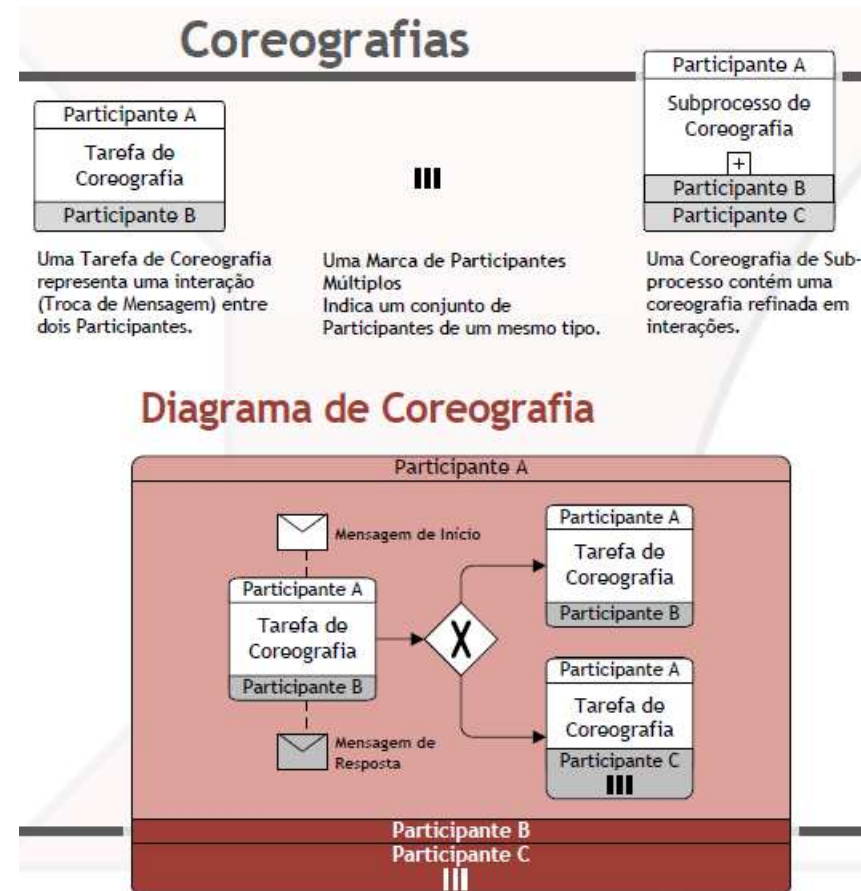 Coreografias
Participante A
Tarefa de
Coreografia
Participante B
Uma Tarefa de Coreografia
representa uma interação
(Troca de Mensagem) entre
dois Participantes.
Uma Marca de Participantes
Múltiplos
Indica um conjunto de
Participantes de um mesmo tipo.
Participante A
Subprocesso de
Coreografia
+
Participante B
Participante C
Uma Coreografia de Sub-
processo contém uma
coreografia refinada em
interações.
Diagrama de Coreografia
Participante A
Mensagem de Início
Participante A
Tarefa de
Coreografia
Participante B
Mensagem de
Resposta
X
Participante A
Tarefa de
Coreografia
Participante B
Participante A
Tarefa de
Coreografia
Participante C
Participante B
Participante C